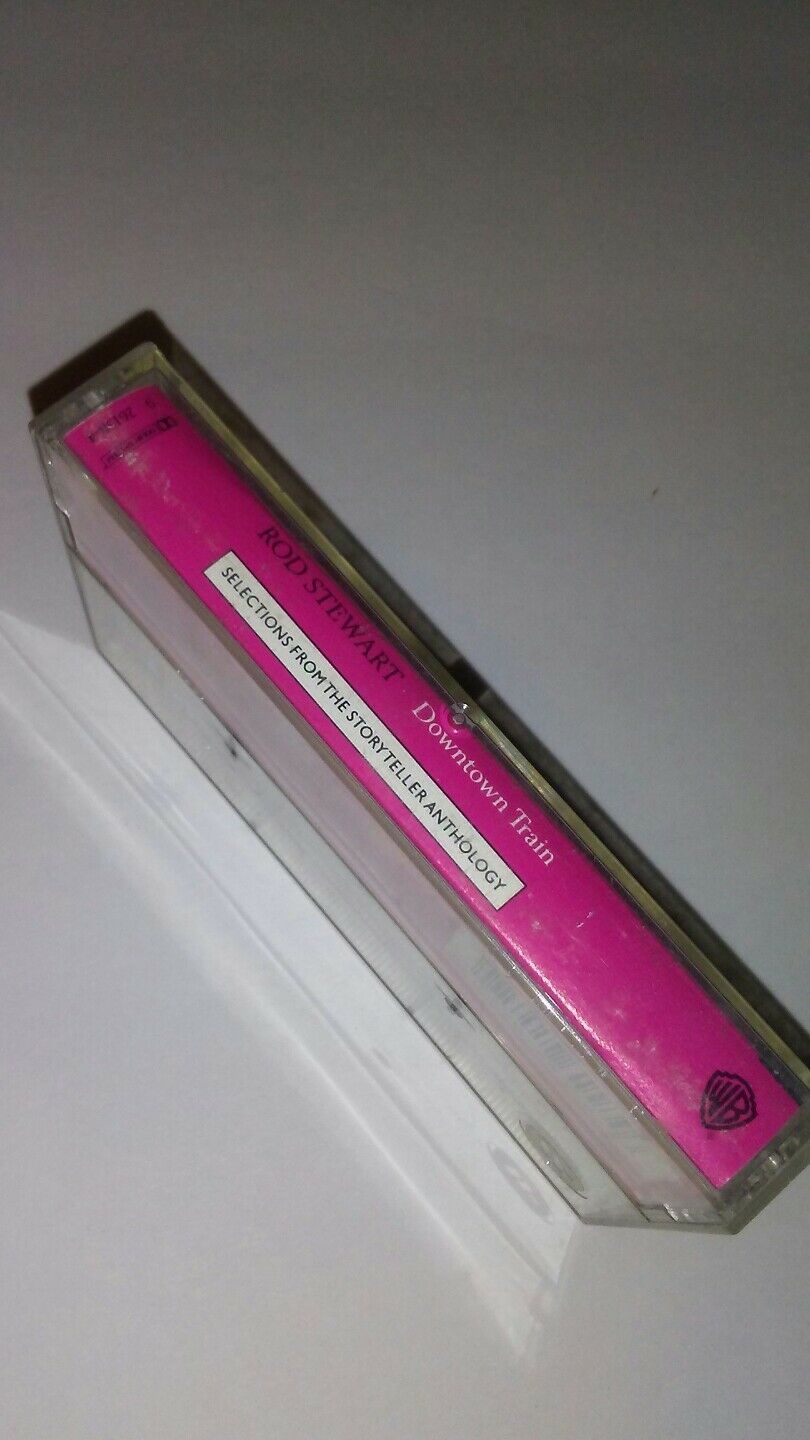 ROD STEWART Downtown Train
SELECTIONS FROM THE STORYTELLER ANTHOLOGY
WB